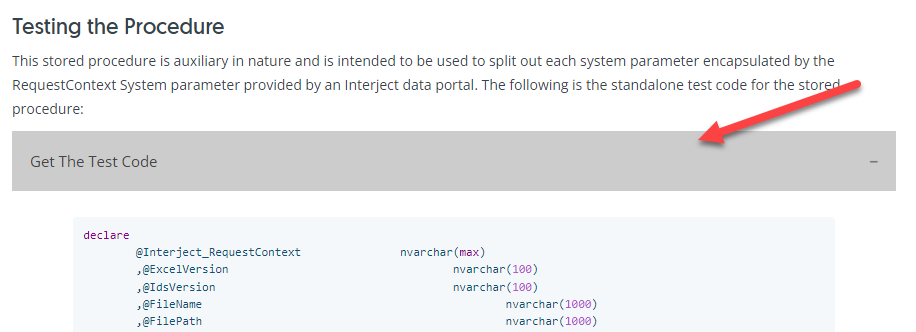 Testing the Procedure
This stored procedure is auxiliary in nature and is intended to be used to split out each system parameter encapsulated by the
RequestContext System parameter provided by an Interject data portal. The following is the standalone test code for the stored
procedure:
Get The Test Code −
declare
@Interject_RequestContext nvarchar(max)
,@ExcelVersion nvarchar(100)
,@IdsVersion nvarchar(100)
,@FileName nvarchar(1000)
,@FilePath nvarchar(1000)